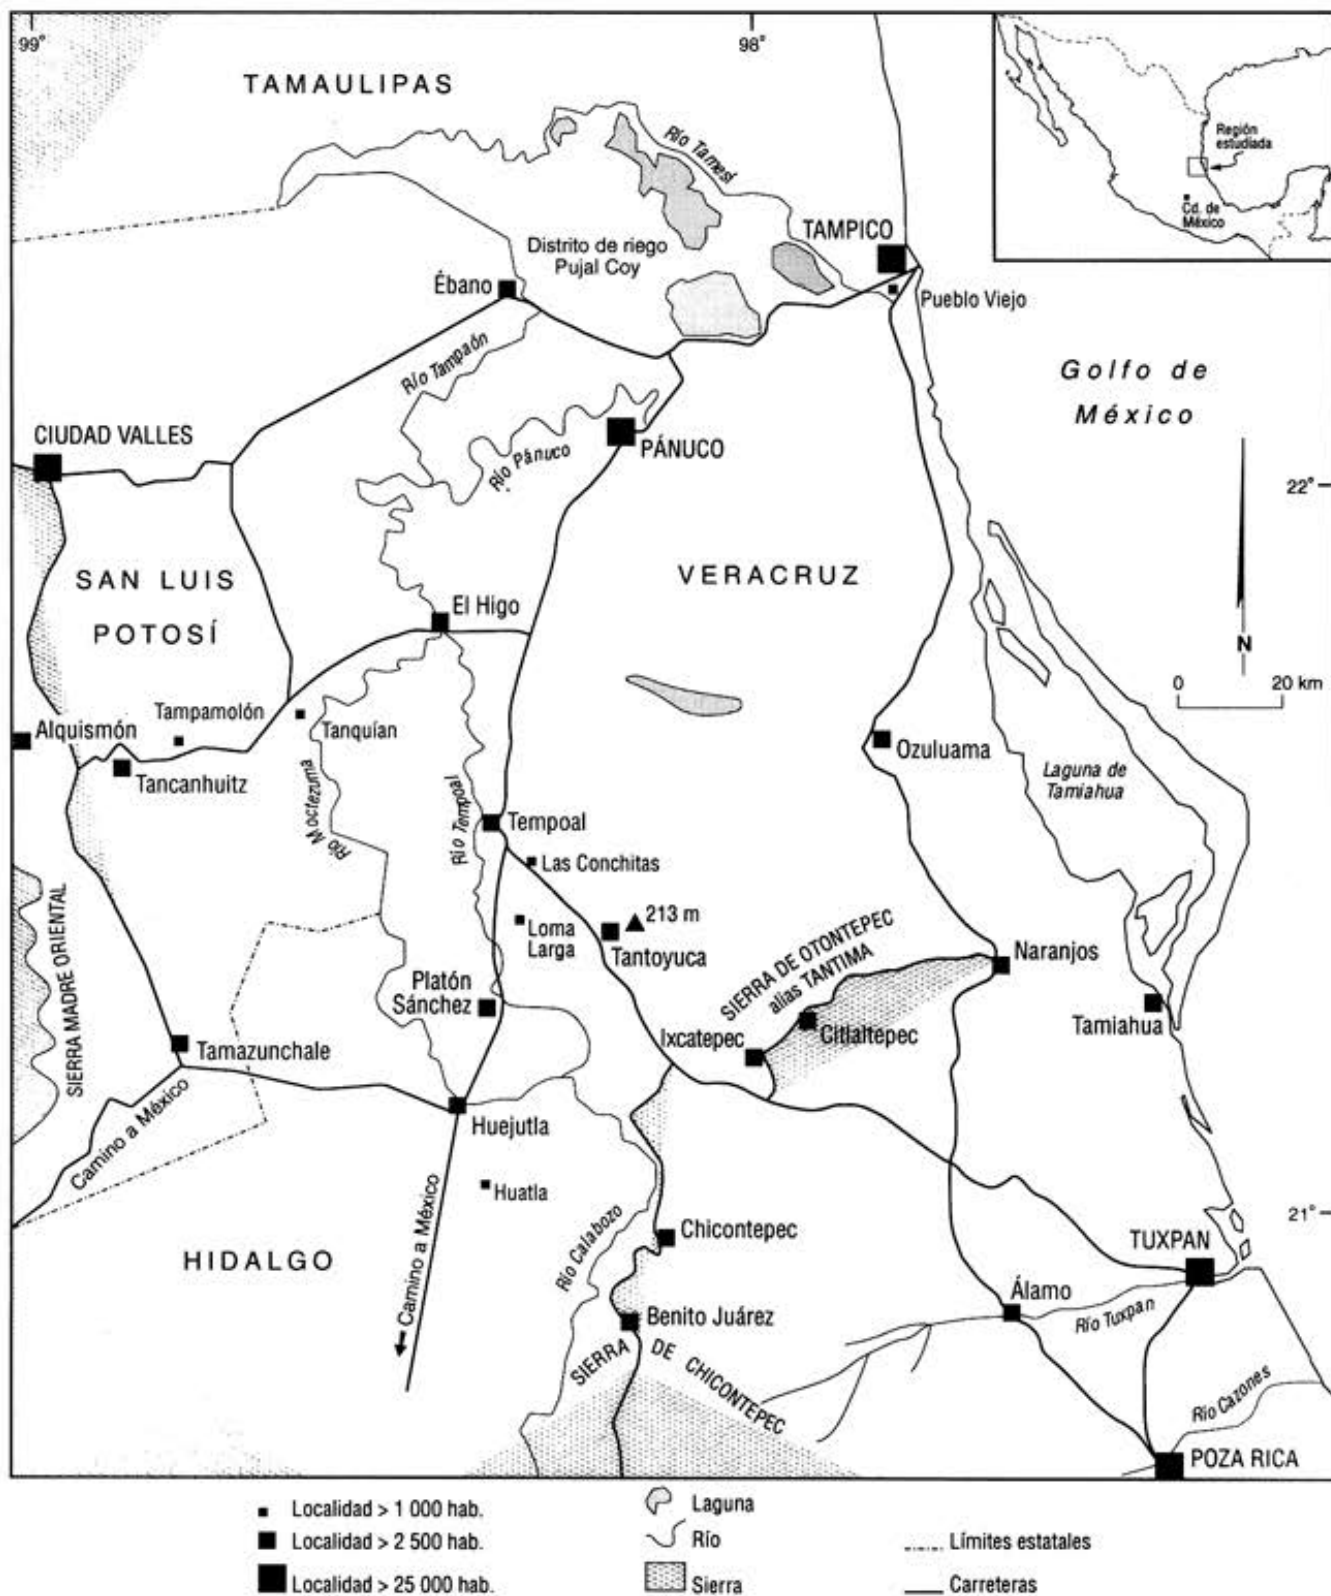 99°
98°
TAMAULIPAS
Río Tamesí
Región
estudiada
Cd. de
México
TAMPICO
Distrito de riego
Pujal Coy
Ébano
Pueblo Viejo
Río Tampaón
Golfo de
México
CIUDAD VALLES
PÁNUCO
Río Pánuco
22°
SAN LUIS
POTOSÍ
VERACRUZ
El Higo
N
0 20 km
Alquismón
Tampamolón
Tanquían
Ozuluama
Tancanhuitz
Laguna de
Tamiahua
Río Moctezuma
Río Tempoal
Tempoal
Las Conchitas
SIERRA MADRE ORIENTAL
213 m
Loma
Larga
Tantoyuca
SIERRA DE OTONTEPEC
alias TANTIMA
Naranjos
Platón
Sánchez
Ixcatepec
Citlaltepec
Tamiahua
Tamazunchale
Camino a México
Huejutla
Huatla
Camino a México
Río Calabozo
Chicontepec
21°
HIDALGO
TUXPAN
Álamo
Río Tuxpan
Benito Juárez
SIERRA DE CHICONTEPEC
Río Cazones
POZA RICA
Localidad > 1 000 hab.
Localidad > 2 500 hab.
Localidad > 25 000 hab.
Laguna
Río
Sierra
Límites estatales
Carreteras